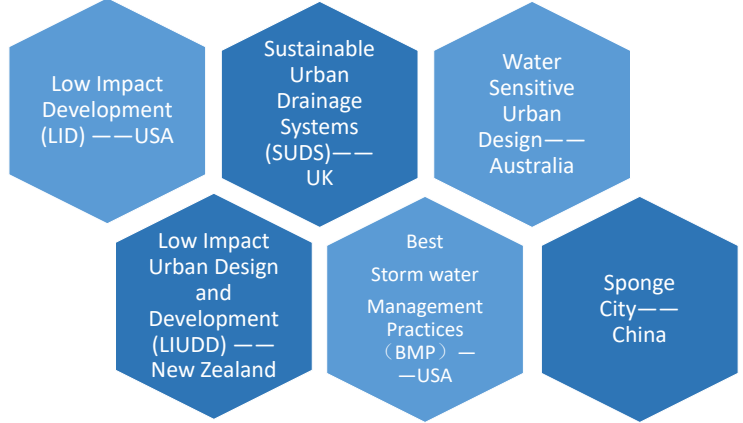 Low Impact
Development
(LID) ——USA
Sustainable
Urban
Drainage
Systems
(SUDS)——
UK
Water
Sensitive
Urban
Design——
Australia
Low Impact
Urban Design
and
Development
(LIUDD) ——
New Zealand
Best
Storm water
Management
Practices
（BMP）—
—USA
Sponge
City——
China